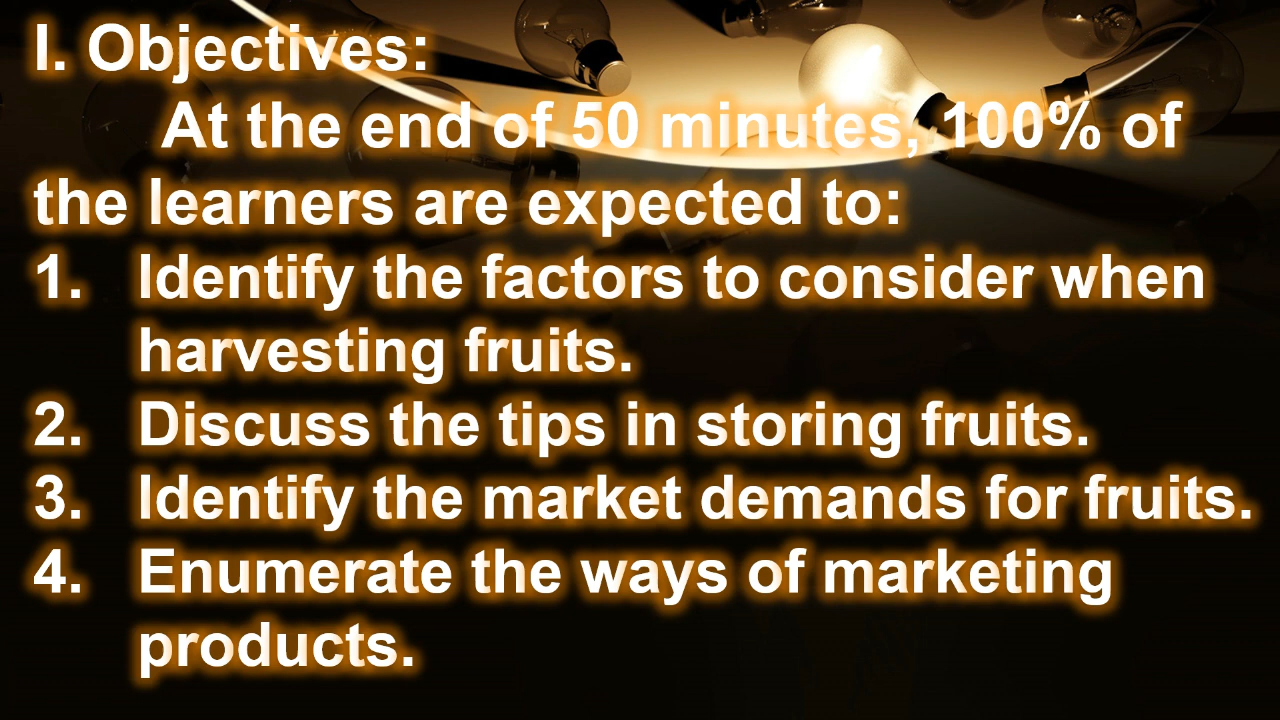 I. Objectives:
At the end of 50 minutes, 100% of
the learners are expected to:
1. Identify the factors to consider when
harvesting fruits.
2. Discuss the tips in storing fruits.
3. Identify the market demands for fruits.
4. Enumerate the ways of marketing
products.